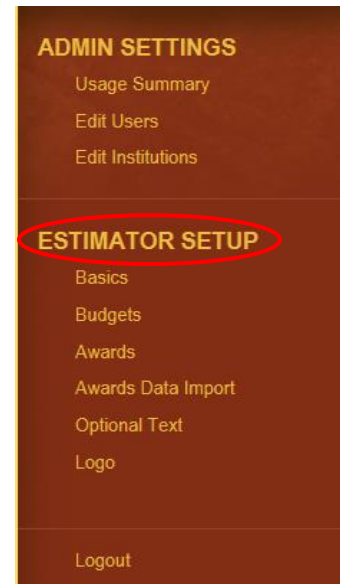 ADMIN SETTINGS
Usage Summary
Edit Users
Edit Institutions
ESTIMATOR SETUP
Basics
Budgets
Awards
Awards Data Import
Optional Text
Logo
Logout